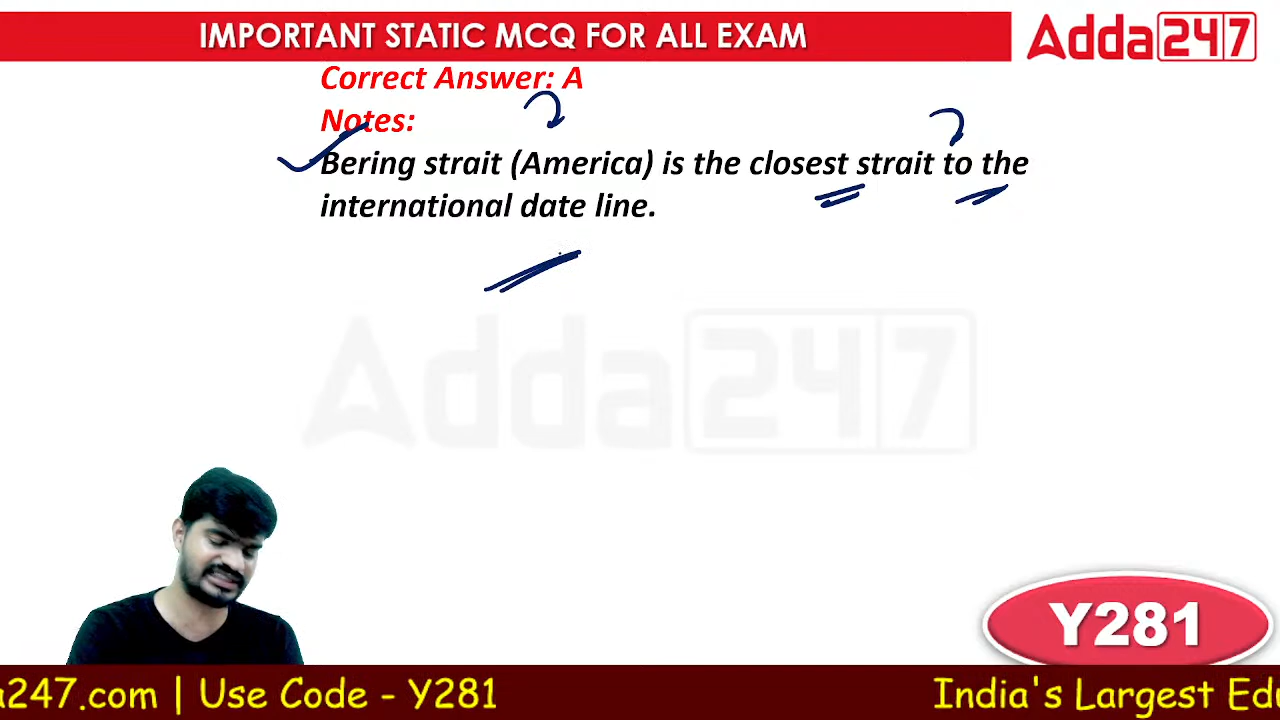 IMPORTANT STATIC MCQ FOR ALL EXAM
Adda247
Correct Answer: A
Notes:
Bering strait (America) is the closest strait to the
international date line.
Adda247
Y281
a247.com | Use Code - Y281
India's Largest Edu